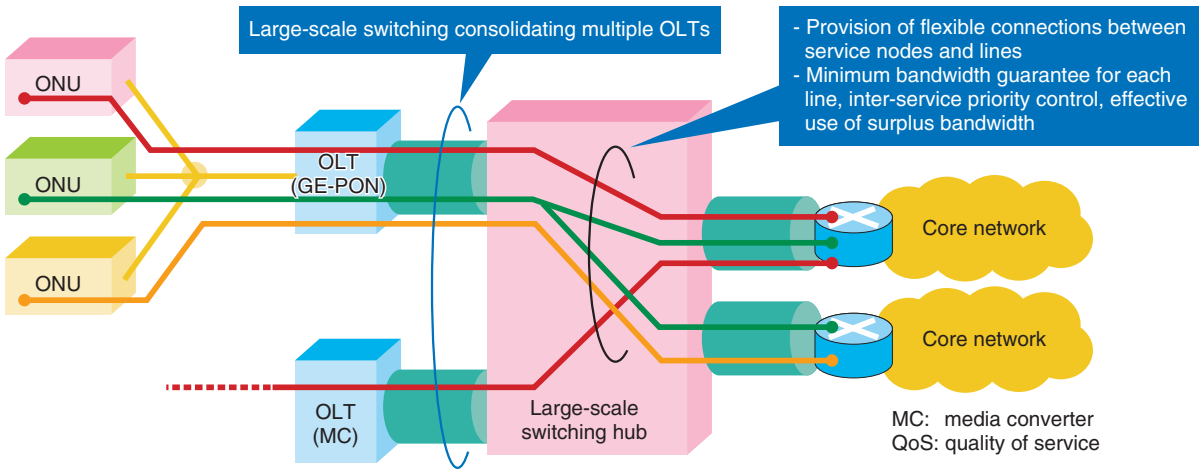 Large-scale switching consolidating multiple OLTs
- Provision of flexible connections between
service nodes and lines
- Minimum bandwidth guarantee for each
line, inter-service priority control, effective
use of surplus bandwidth
ONU
ONU
ONU
OLT
(GE-PON)
OLT
(MC)
Large-scale
switching hub
Core network
Core network
MC: media converter
QoS: quality of service